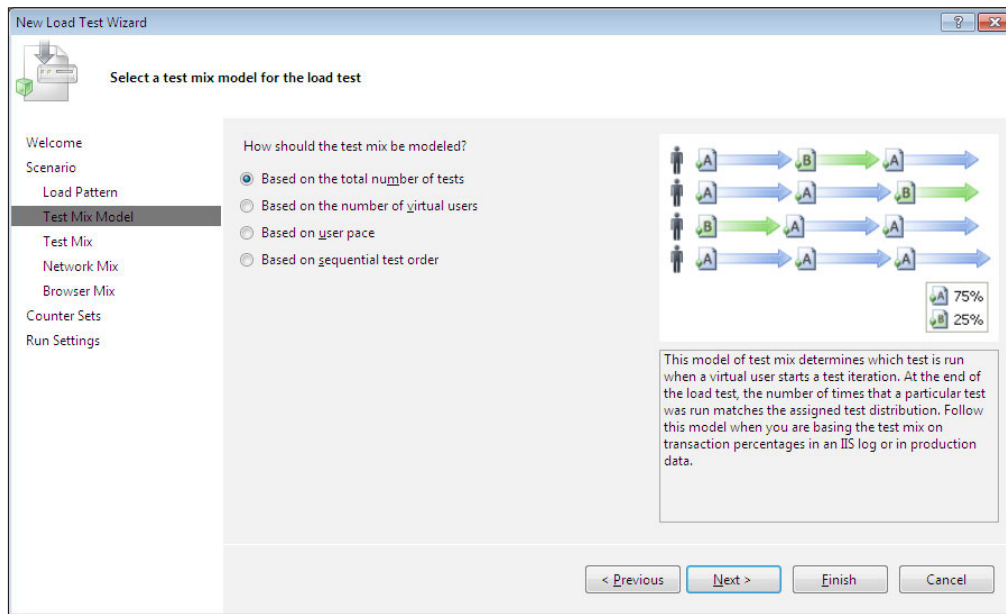 New Load Test Wizard
Select a test mix model for the load test
Welcome
Scenario
Load Pattern
Test Mix Model
Test Mix
Network Mix
Browser Mix
Counter Sets
Run Settings
How should the test mix be modeled?
Based on the total number of tests
Based on the number of virtual users
Based on user pace
Based on sequential test order
A B A
A A B
B A A
A A A
A 75%
B 25%
This model of test mix determines which test is run
when a virtual user starts a test iteration. At the end of
the load test, the number of times that a particular test
was run matches the assigned test distribution. Follow
this model when you are basing the test mix on
transaction percentages in an IIS log or in production
data.
< Previous
Next >
Finish
Cancel